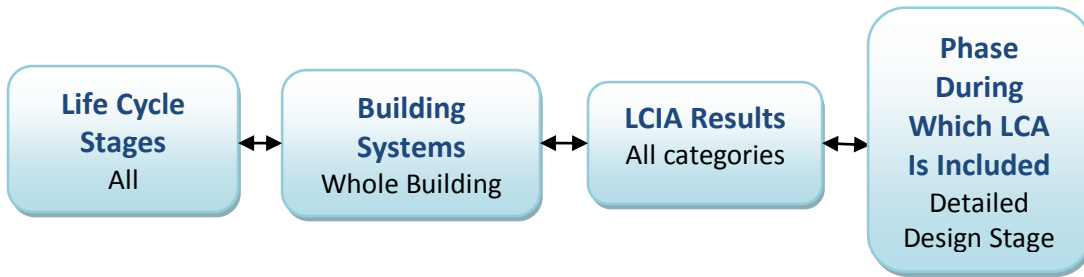 Life Cycle
Stages
All
Building
Systems
Whole Building
LCIA Results
All categories
Phase
During
Which LCA
Is Included
Detailed
Design Stage